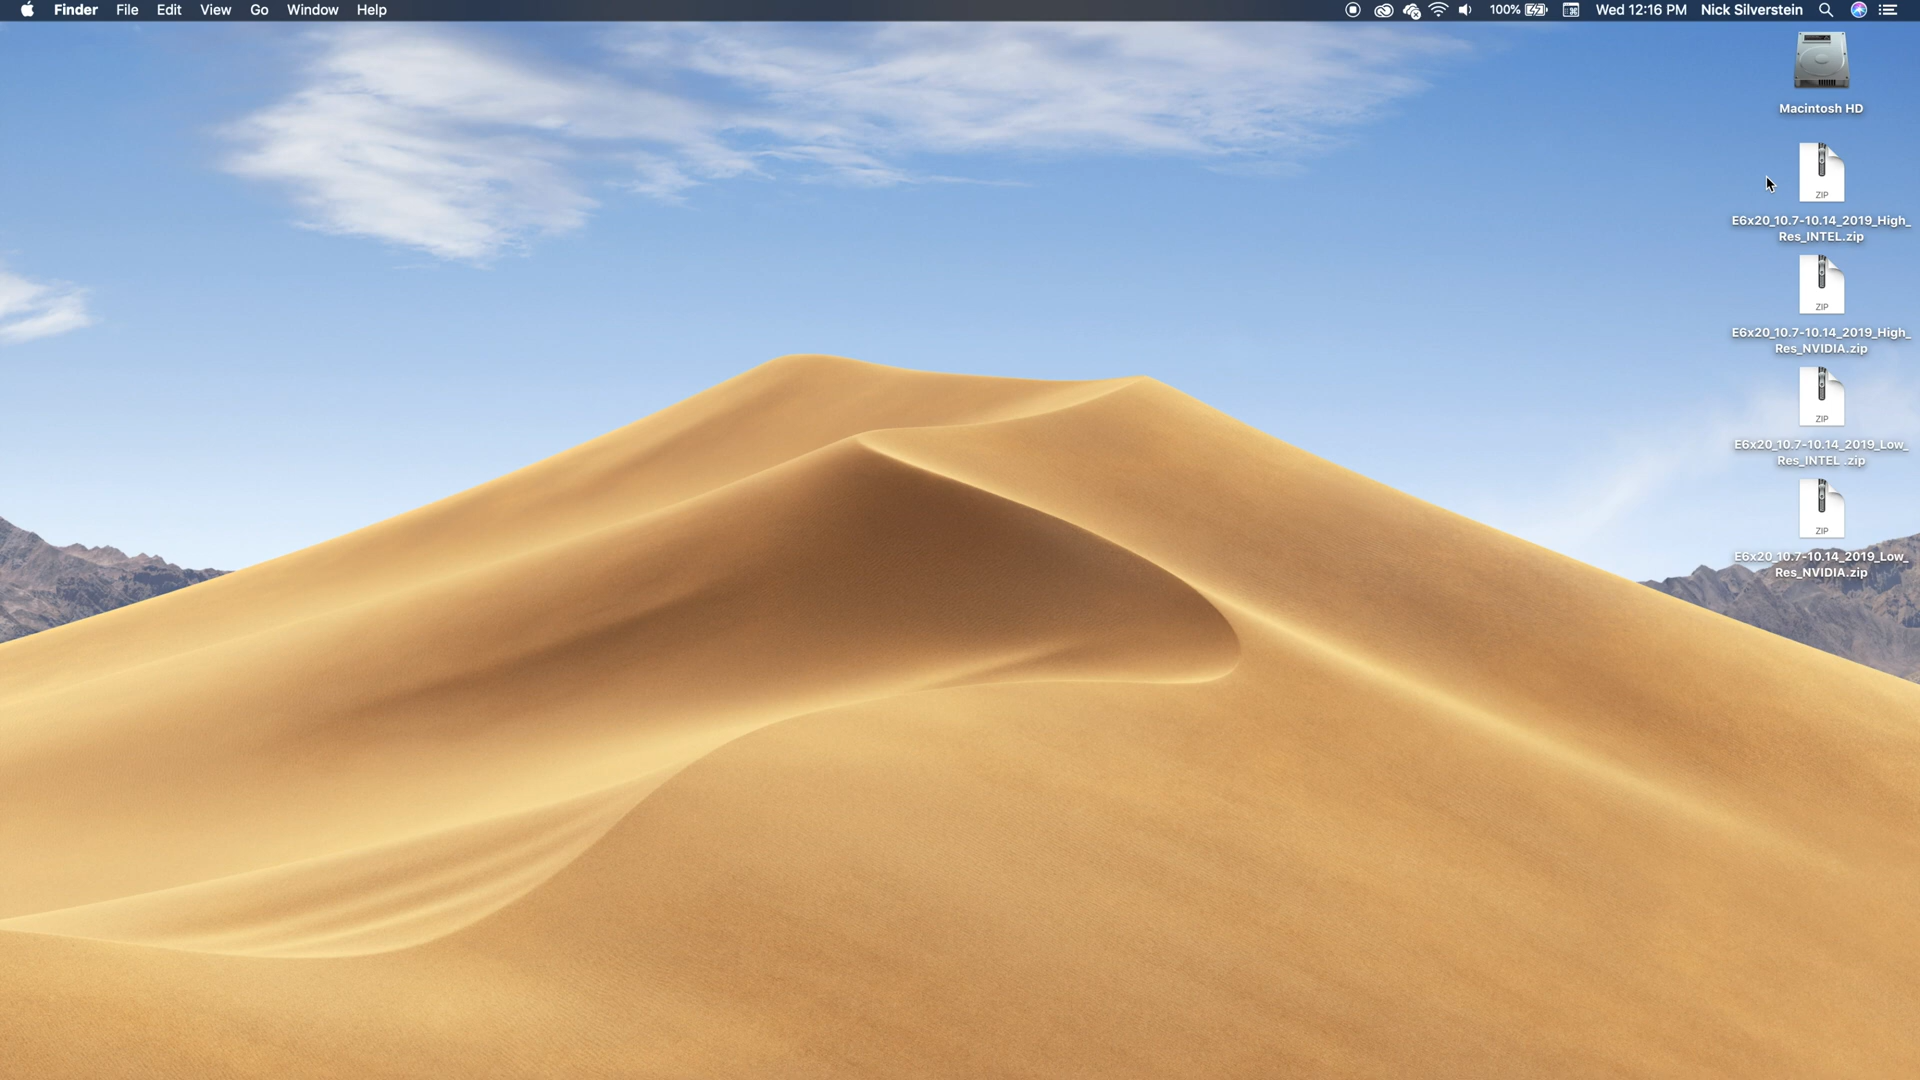 Finder File Edit View Go Window Help 100% Wed 12:16 PM Nick Silverstein
Macintosh HD
ZIP
E6x20_10.7-10.14_2019_High_
Res_INTEL.zip
ZIP
E6x20_10.7-10.14_2019_High_
Res_NVIDIA.zip
ZIP
E6x20_10.7-10.14_2019_Low_
Res_INTEL .zip
ZIP
E6x20_10.7-10.14_2019_Low_
Res_NVIDIA.zip